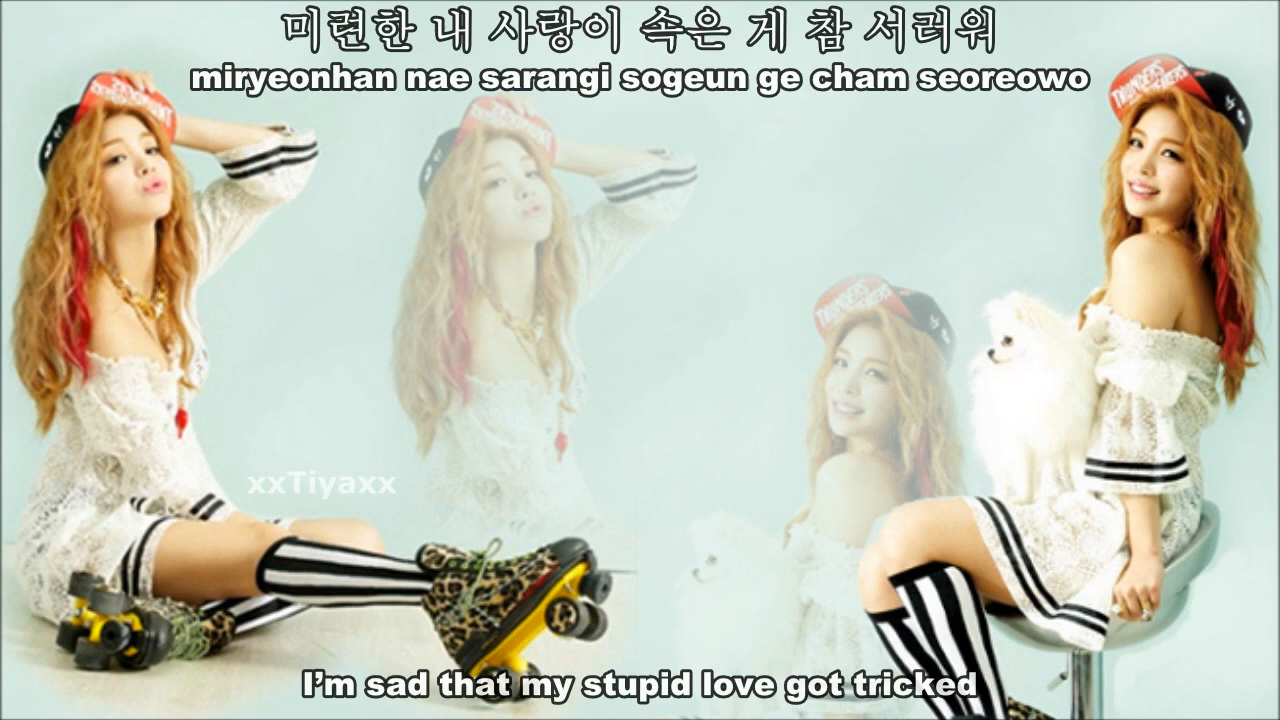 미련한 내 사랑이 속은 게 참 서러워
miryeonhan nae sarangi sogeun ge cham seoreowo
THUNDERS
xxTiyaxx
I'm sad that my stupid love got tricked